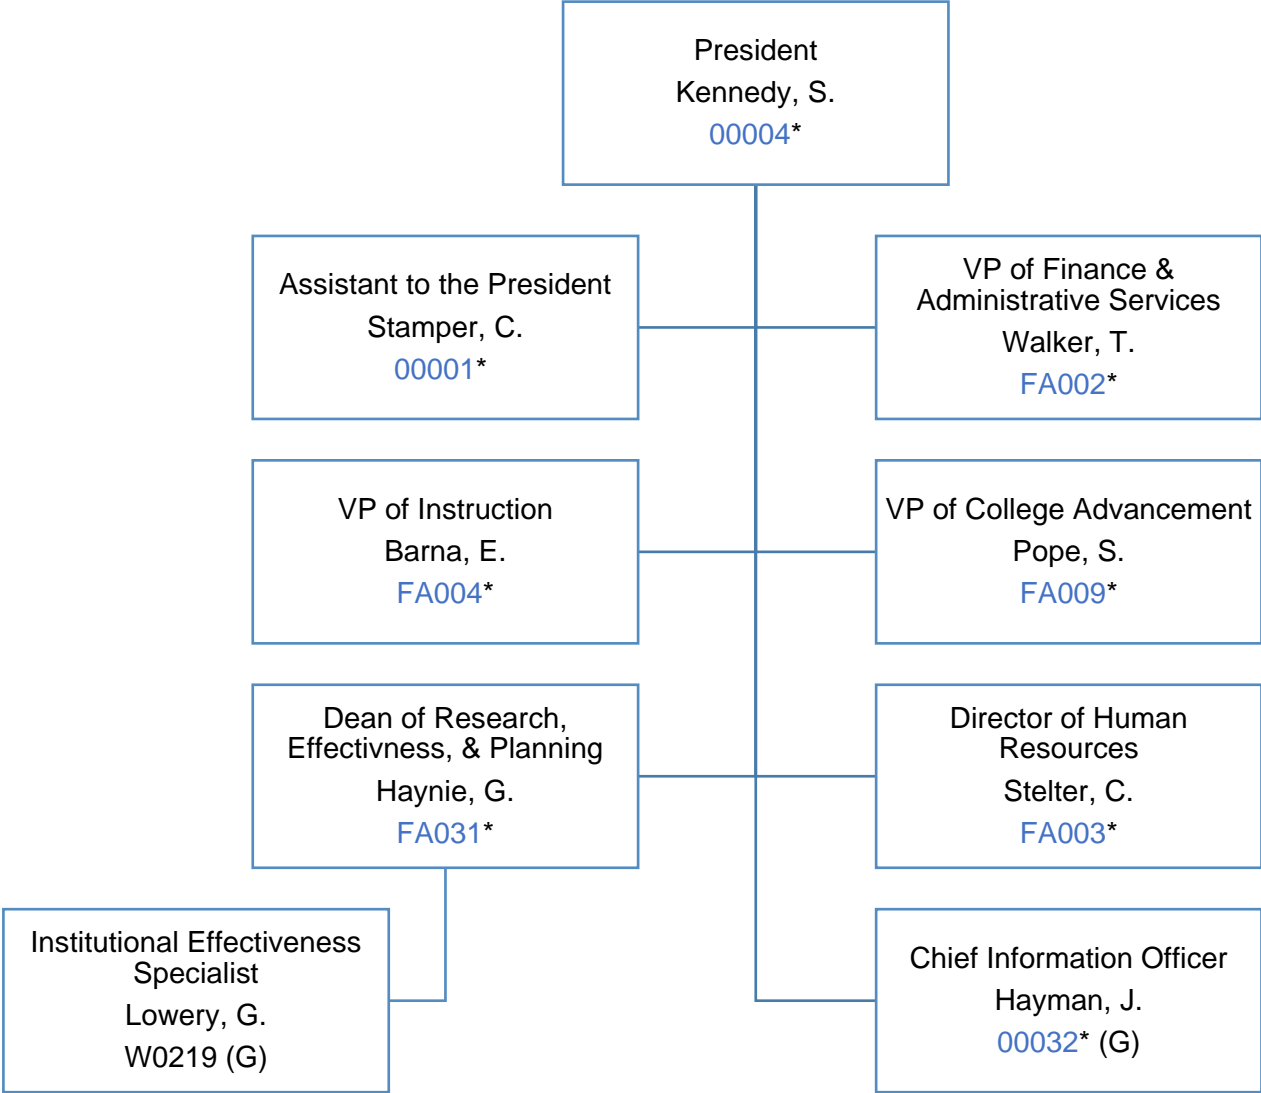 President
Kennedy, S.
00004*
Assistant to the President
Stamper, C.
00001*
VP of Finance &
Administrative Services
Walker, T.
FA002*
VP of Instruction
Barna, E.
FA004*
VP of College Advancement
Pope, S.
FA009*
Dean of Research,
Effectivness, & Planning
Haynie, G.
FA031*
Director of Human
Resources
Stelter, C.
FA003*
Institutional Effectiveness
Specialist
Lowery, G.
W0219 (G)
Chief Information Officer
Hayman, J.
00032* (G)